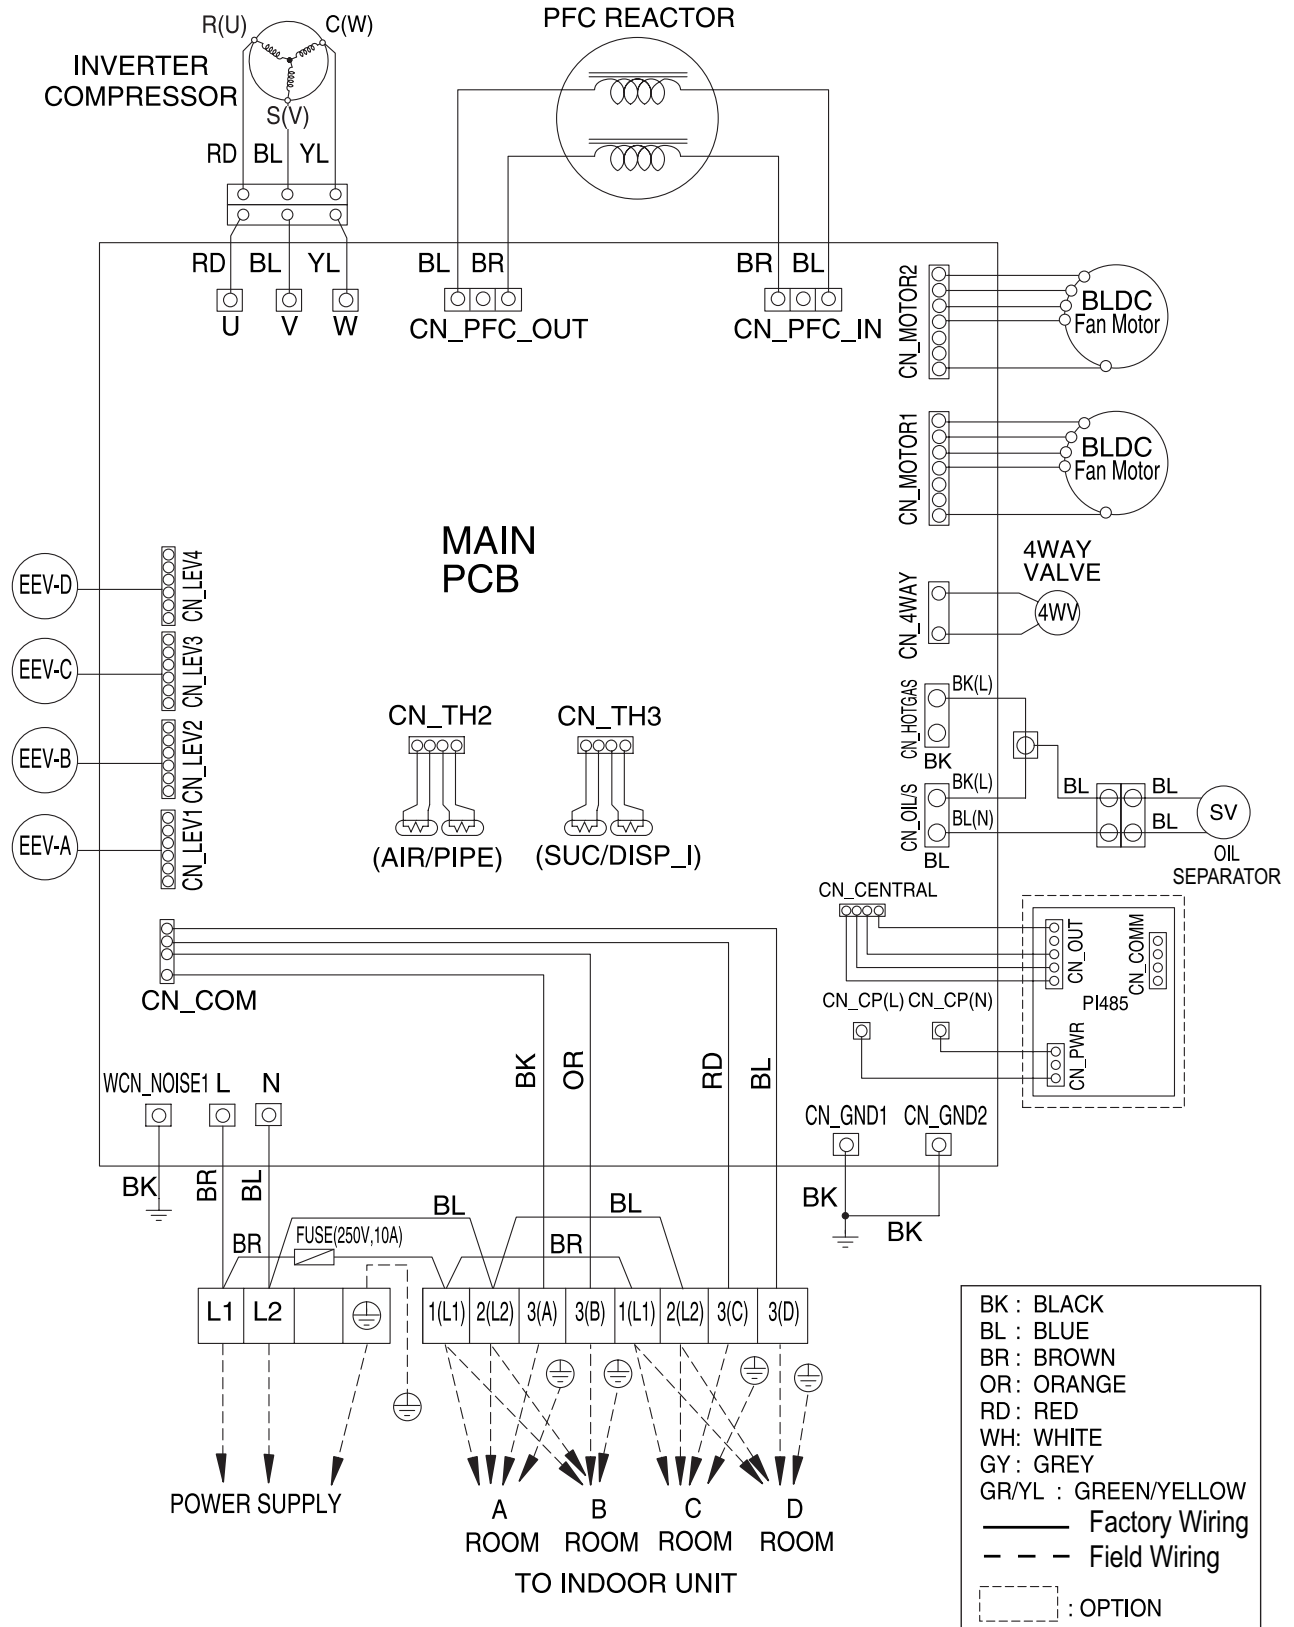 PFC REACTOR
R(U)
C(W)
INVERTER
COMPRESSOR
S(V)
RD BL YL
RD BL YL
BL BR
BR BL
U V W
CN_PFC_OUT
CN_PFC_IN
CN_MOTOR2
BLDC
Fan Motor
CN_MOTOR1
BLDC
Fan Motor
MAIN
PCB
4WAY
VALVE
CN_4WAY
4WV
EEV-D
CN_LEV4
EEV-C
CN_LEV3
EEV-B
CN_LEV2
EEV-A
CN_LEV1
CN_TH2
CN_TH3
(AIR/PIPE)
(SUC/DISP_I)
CN_HOTGAS
BK(L)
BK
CN_OIL/S
BK(L)
BL(N)
BL
BL
BL
BL
SV
OIL
SEPARATOR
CN_CENTRAL
CN_OUT
CN_COMM
PI485
CN_CP(L)
CN_CP(N)
CN_PWR
CN_COM
BK
OR
RD
BL
WCN_NOISE1
L
N
CN_GND1
CN_GND2
BK
BR
BL
BK
BK
BL
BL
BR
FUSE(250V,10A)
BR
L1
L2
1(L1)
2(L2)
3(A)
3(B)
1(L1)
2(L2)
3(C)
3(D)
POWER SUPPLY
A
ROOM
B
ROOM
C
ROOM
D
ROOM
TO INDOOR UNIT
BK : BLACK
BL : BLUE
BR : BROWN
OR : ORANGE
RD : RED
WH: WHITE
GY : GREY
GR/YL : GREEN/YELLOW
Factory Wiring
Field Wiring
: OPTION